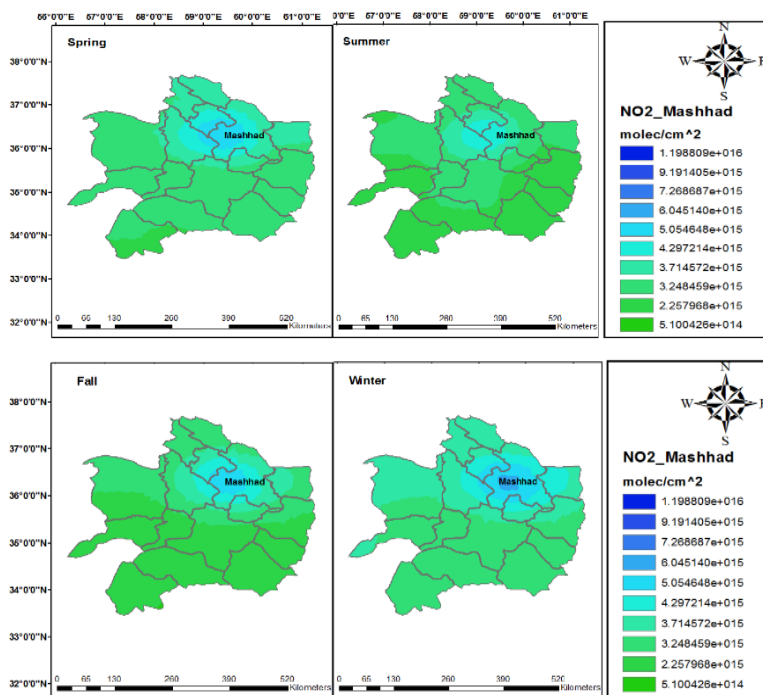 66°0'0"E 67°0'0"E 68°0'0"E 69°0'0"E 60°0'0"E 67°0'0"E 68°0'0"E 69°0'0"E 60°0'0"E 61°0'0"E
Spring
Summer
38°0'0"N
37°0'0"N
36°0'0"N
35°0'0"N
34°0'0"N
33°0'0"N
32°0'0"N
Mashhad
Mashhad
0 65 130 260 390 520
Kilometers
0 65 130 260 390 520
Kilometers
N
W
S
NO2_Mashhad
molec/cm^2
1.198809e+016
9.191405e+015
7.268687e+015
6.045140e+015
5.054648e+015
4.297214e+015
3.714572e+015
3.248459e+015
2.257968e+015
5.100426e+014
Fall
Winter
38°0'0"N
37°0'0"N
36°0'0"N
35°0'0"N
34°0'0"N
33°0'0"N
32°0'0"N
Mashhad
Mashhad
0 65 130 260 390 520
Kilometers
0 65 130 260 390 520
Kilometers
N
W
S
NO2_Mashhad
molec/cm^2
1.198809e+016
9.191405e+015
7.268687e+015
6.045140e+015
5.054648e+015
4.297214e+015
3.714572e+015
3.248459e+015
2.257968e+015
5.100426e+014